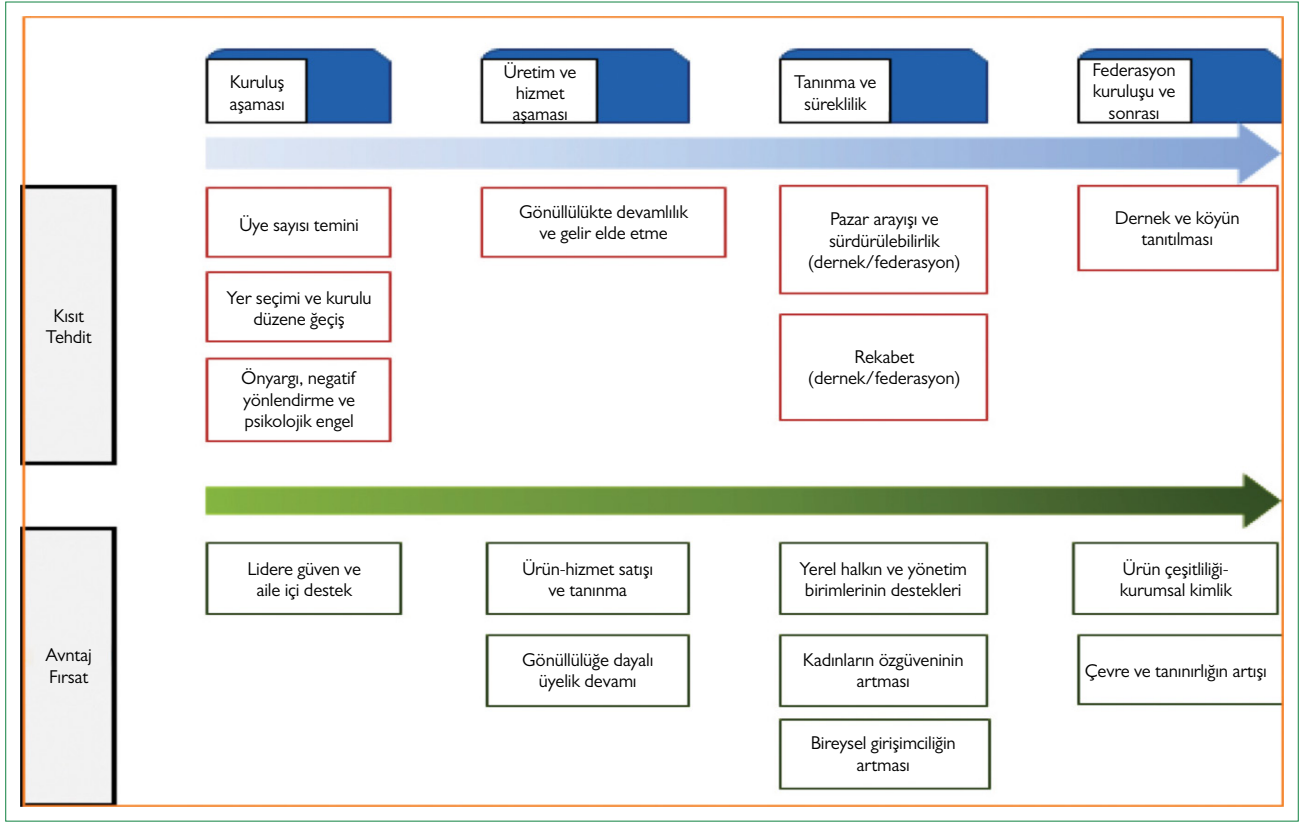 Kuruluş
aşaması
Üretim ve
hizmet
aşaması
Tanınma ve
süreklilik
Federasyon
kuruluşu ve
sonrası
Kısıt
Tehdit
Üye sayısı temini
Yer seçimi ve kurulu
düzene ğeçiş
Önyargı, negatif
yönlendirme ve
psikolojik engel
Gönüllülükte devamlılık
ve gelir elde etme
Pazar arayışı ve
sürdürülebilirlik
(dernek/federasyon)
Rekabet
(dernek/federasyon)
Dernek ve köyün
tanıtılması
Avntaj
Fırsat
Lidere güven ve
aile içi destek
Ürün-hizmet satışı
ve tanınma
Gönüllülüğe dayalı
üyelik devamı
Yerel halkın ve yönetim
birimlerinin destekleri
Kadınların özgüveninin
artması
Bireysel girişimciliğin
artması
Ürün çeşitliliği-
kurumsal kimlik
Çevre ve tanınırlığın artişı